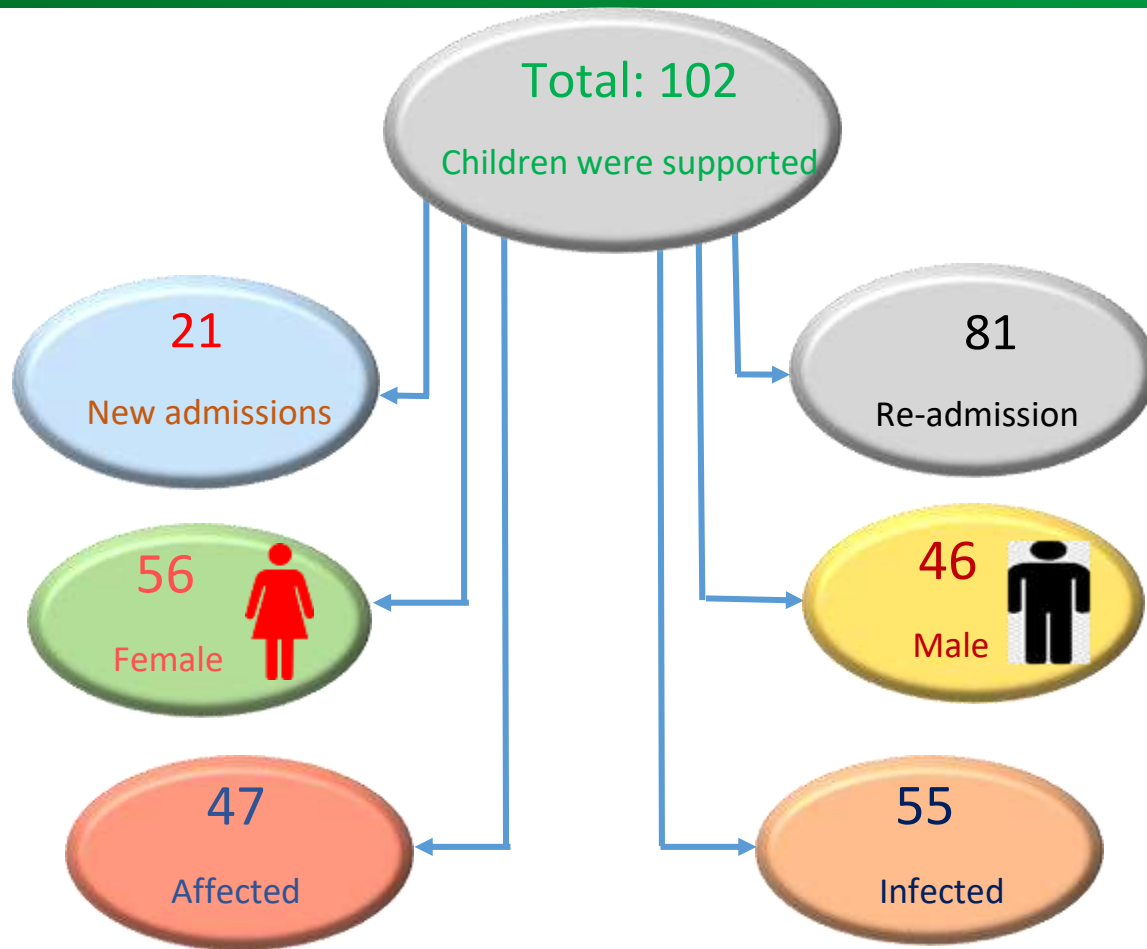 Total: 102
Children were supported
21
New admissions
81
Re-admission
56
Female
46
Male
47
Affected
55
Infected